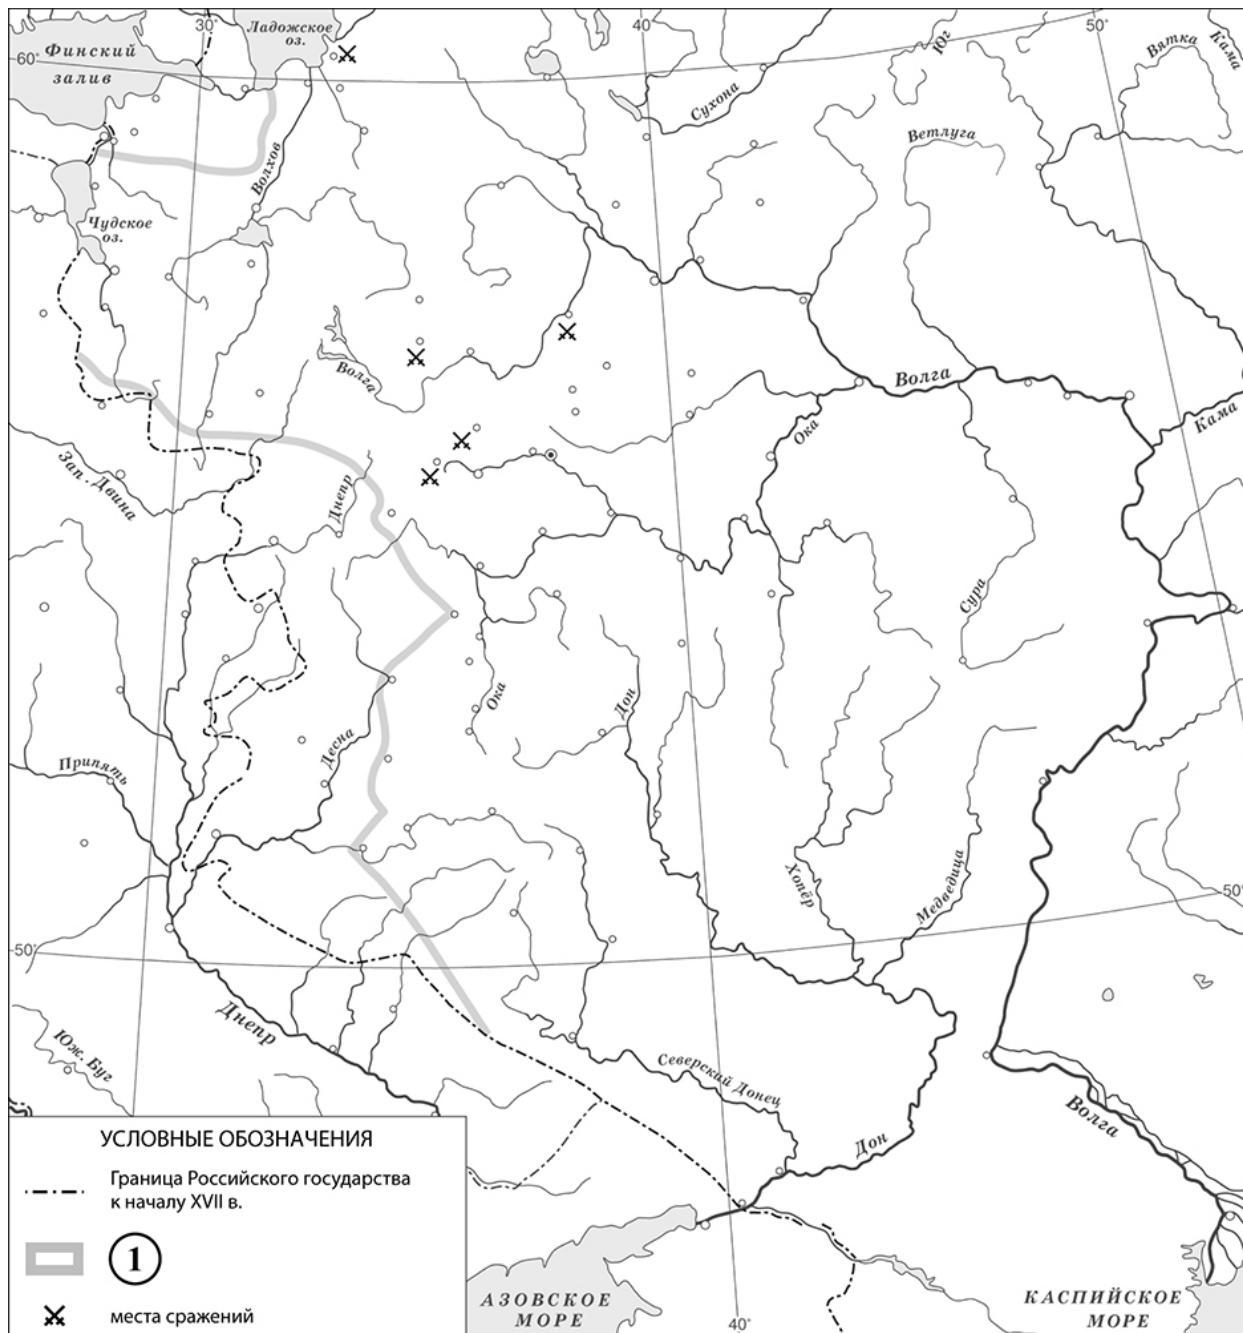 30°
40°
50°
Ладожское
оз.
60°
Финский
залив
Юг
Вятка
Кама
Сухона
Ветлуга
Волхов
Чудское
оз.
Волга
Волга
Ока
Кама
Зап. Двина
Днепр
Сура
Ока
Дон
Десна
Припять
Хопёр
Медведица
50°
50°
Днепр
Юж. Буг
Северский Донец
Дон
Волга
УСЛОВНЫЕ ОБОЗНАЧЕНИЯ
Граница Российского государства
к началу XVII в.
1
места сражений
АЗОВСКОЕ
МОРЕ
40°
КАСПИЙСКОЕ
МОРЕ